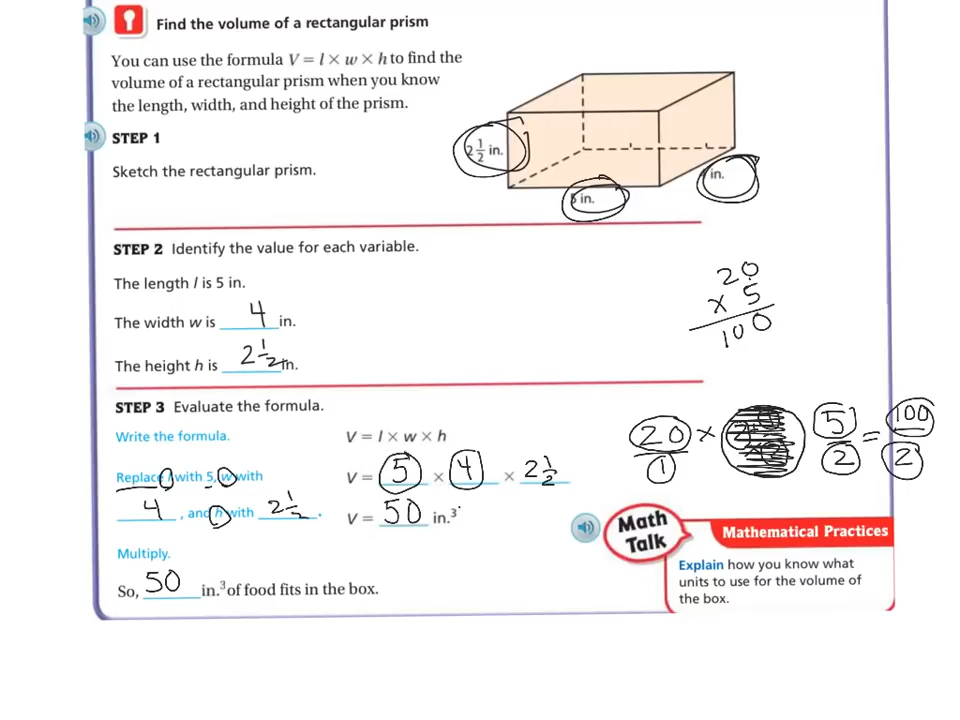 Find the volume of a rectangular prism
You can use the formula V = l × w × h to find the
volume of a rectangular prism when you know
the length, width, and height of the prism.
STEP 1
Sketch the rectangular prism.
2 1/2 in.
5 in.
in.
STEP 2 Identify the value for each variable.
The length l is 5 in.
The width w is 4 in.
The height h is 2 1/2 in.
20
× 5
100
STEP 3 Evaluate the formula.
Write the formula. V = l × w × h
Replace l with 5, w with V = 5 × 4 × 2 1/2
4, and h with 2 1/2. V = 50 in.³
20/1 × 5/2 = 100/2
Multiply.
So, 50 in.³ of food fits in the box.
Math
Talk
Mathematical Practices
Explain how you know what
units to use for the volume of
the box.